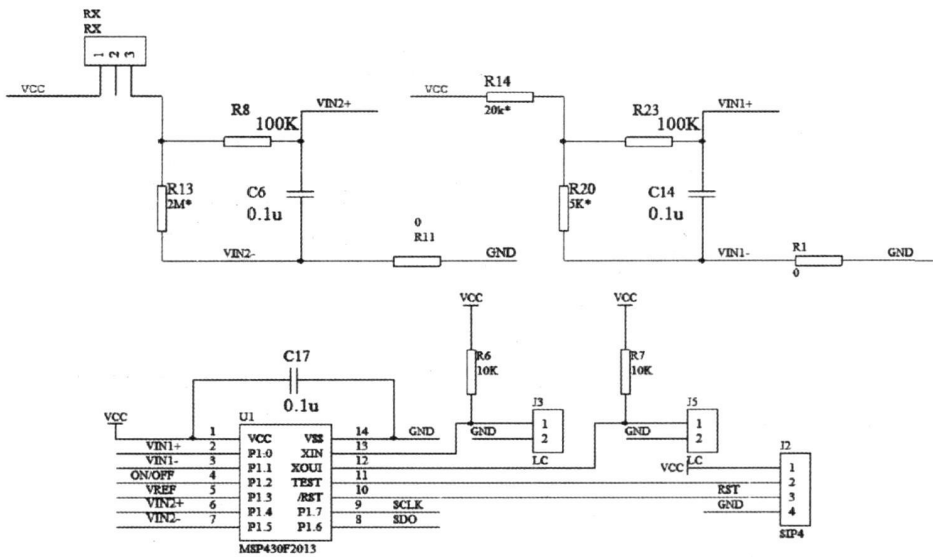 RX
RX
1 2 3
VCC
R8
100K
VIN2+
R13
2M*
C6
0.1u
VIN2-
0
R11
GND
VCC
R14
20k*
R23
100K
VIN1+
R20
5K*
C14
0.1u
VIN1-
R1
0
GND
VCC
R6
10K
VCC
R7
10K
C17
0.1u
J3
1
2
GND
LC
J5
1
2
GND
LC
J2
1
2
3
4
VCC
RST
GND
SIP4
U1
VCC
1 VCC VSS 14 GND
VIN1+ 2 P1.0 XIN 13
VIN1- 3 P1.1 XOUI 12
ON/OFF 4 P1.2 TEST 11
VREF 5 P1.3 /RST 10
VIN2+ 6 P1.4 P1.7 9 SCLK
VIN2- 7 P1.5 P1.6 8 SDO
MSP430F2013